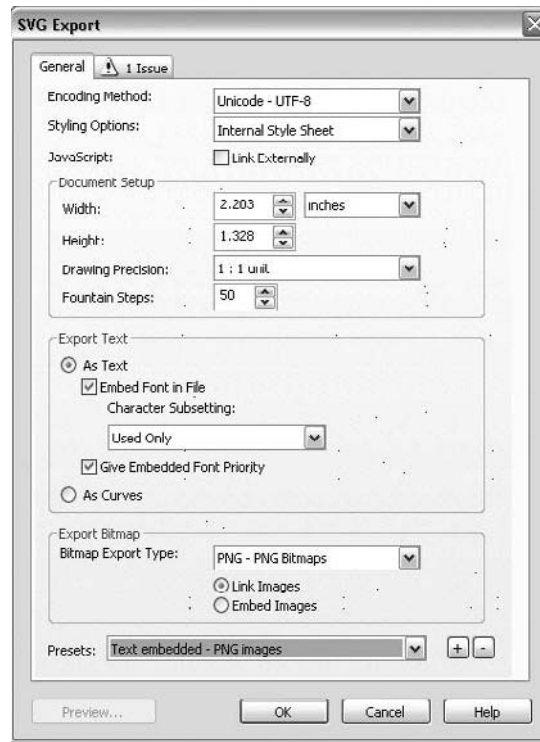 SVG Export
General 1 Issue
Encoding Method: Unicode - UTF-8
Styling Options: Internal Style Sheet
JavaScript: Link Externally
Document Setup
Width: 2.203 inches
Height: 1.328
Drawing Precision: 1 : 1 unit
Fountain Steps: 50
Export Text
As Text
Embed Font in File
Character Subsetting:
Used Only
Give Embedded Font Priority
As Curves
Export Bitmap
Bitmap Export Type: PNG - PNG Bitmaps
Link Images
Embed Images
Presets: Text embedded - PNG images + -
Preview... OK Cancel Help